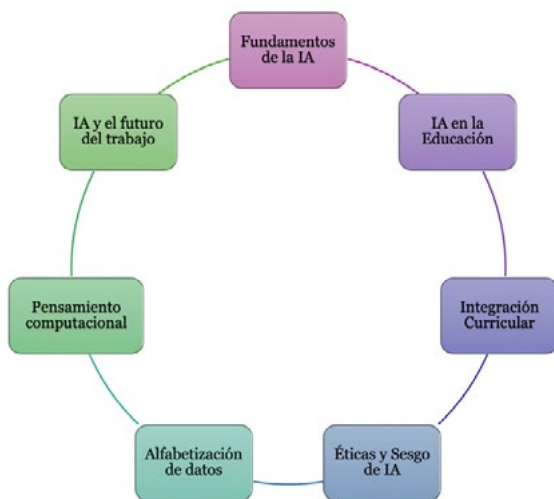 Fundamentos
de la IA
IA en la
Educación
Integración
Curricular
Éticas y Sesgo
de IA
Alfabetización
de datos
Pensamiento
computacional
IA y el futuro
del trabajo